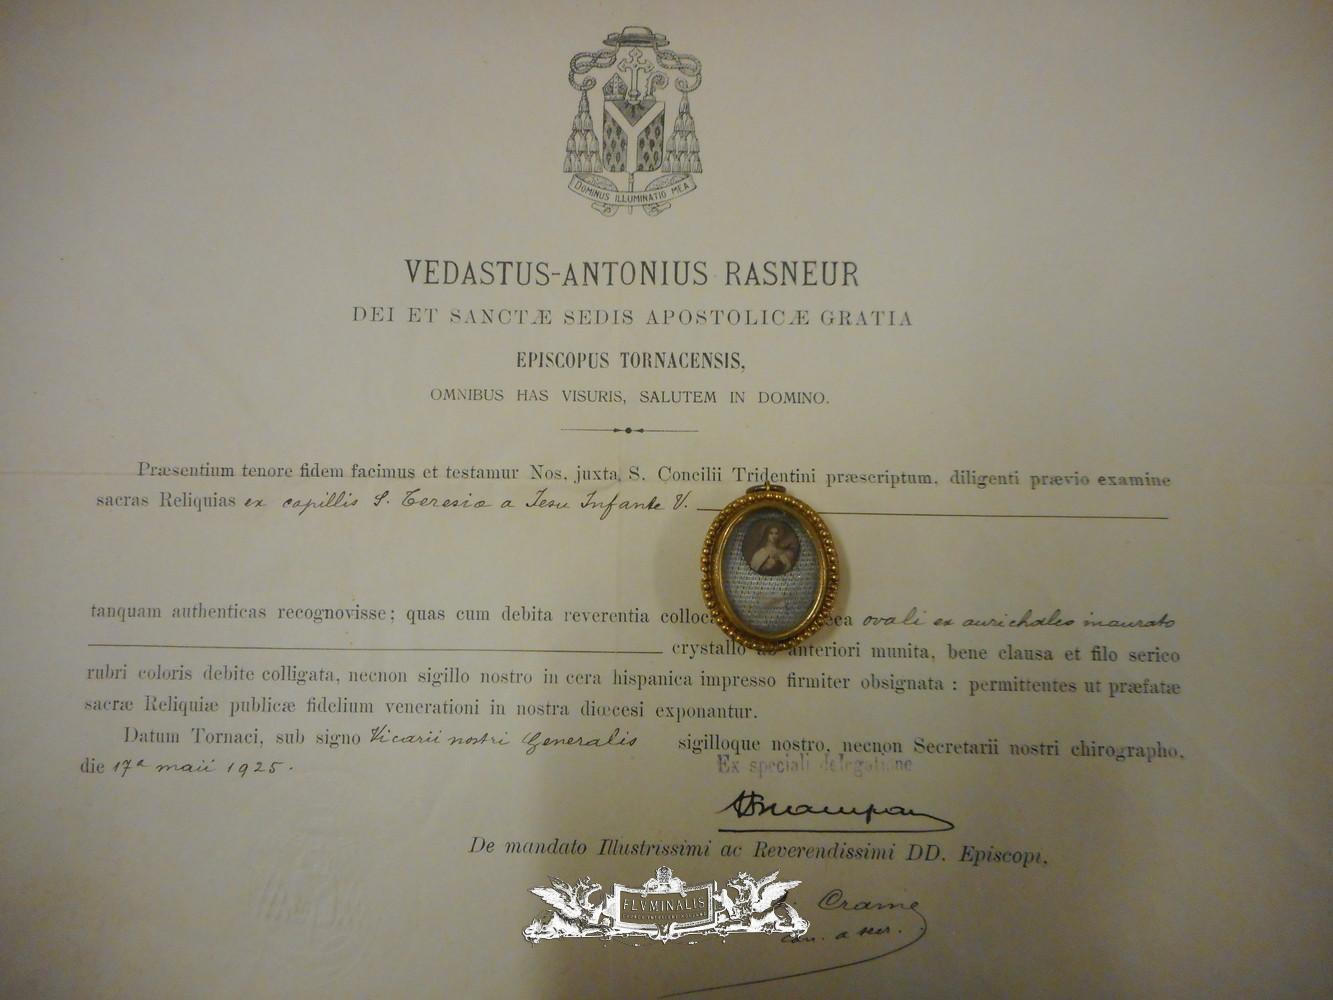 DOMINUS ILLUMINATIO MEA
VEDASTUS-ANTONIUS RASNEUR
DEI ET SANCTÆ SEDIS APOSTOLICÆ GRATIA
EPISCOPUS TORNACENSIS,
OMNIBUS HAS VISURIS, SALUTEM IN DOMINO.
Præsentium tenore fidem facimus et testamur Nos, juxta S. Concilii Tridentini præscriptum, diligenti prævio examine
sacras Reliquias ex capillis S. Teresiæ a Iesu Infante V.
tanquam authenticas recognovisse; quas cum debita reverentia ovali ex aurichalco inaurato
crystallo anteriori munita, bene clausa et filo serico
rubri coloris debite colligata, necnon sigillo nostro in cera hispanica impresso firmiter obsignata : permittentes ut præfatæ
sacræ Reliquiæ publicæ fidelium venerationi in nostra diœcesi exponantur.
Datum Tornaci, sub signo Vicarii nostri Generalis sigilloque nostro, necnon Secretarii nostri chirographo,
die 17ª maii 1925.
Ex speciali delegatione
De mandato Illustrissimi ac Reverendissimi DD. Episcopi,
FLVMINALIS
can. a secr.